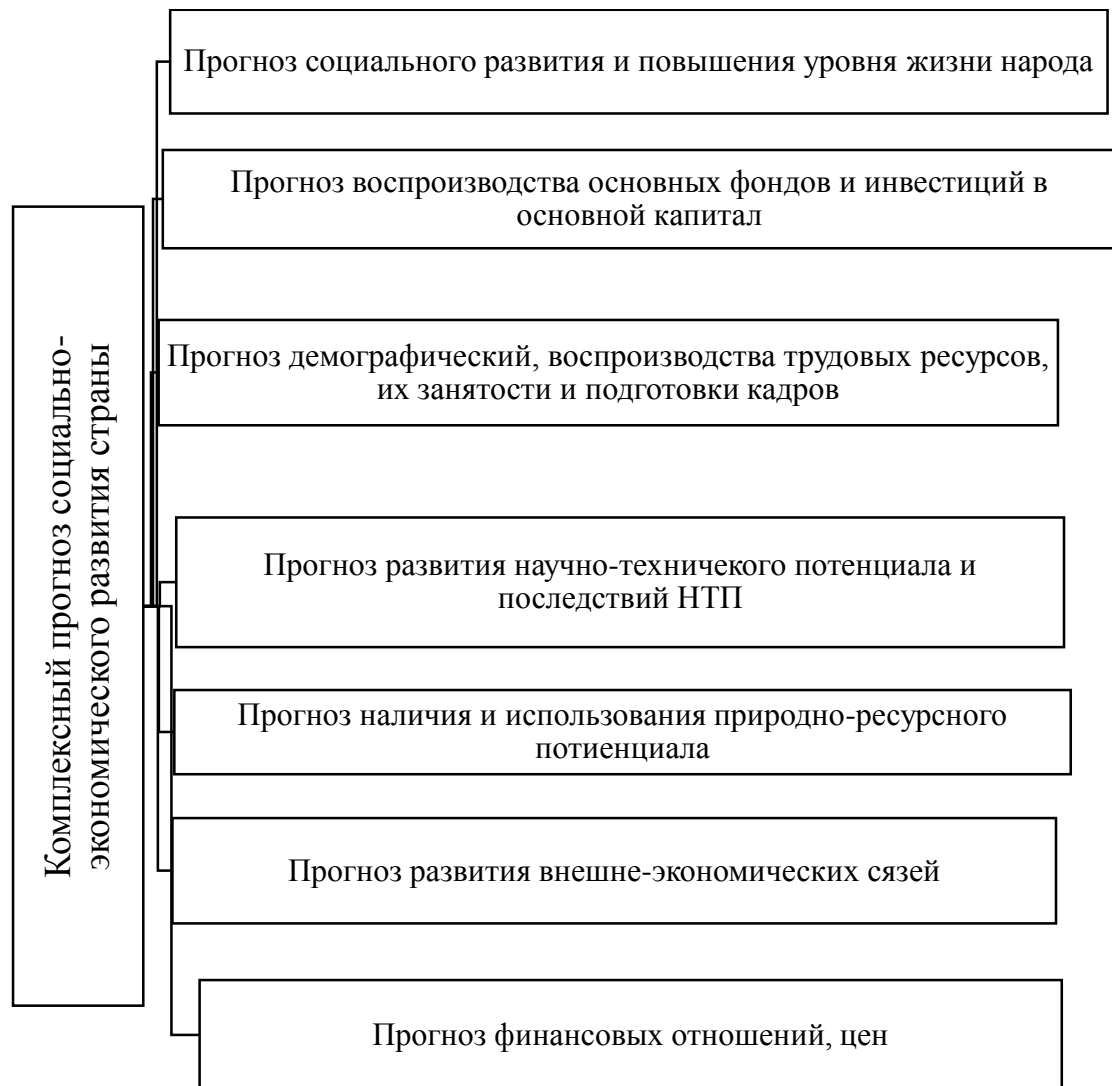 Комплексный прогноз социально-
экономического развития страны
Прогноз социального развития и повышения уровня жизни народа
Прогноз воспроизводства основных фондов и инвестиций в
основной капитал
Прогноз демографический, воспроизводства трудовых ресурсов,
их занятости и подготовки кадров
Прогноз развития научно-техничекого потенциала и
последствий НТП
Прогноз наличия и использования природно-ресурсного
потиенциала
Прогноз развития внешне-экономических сязей
Прогноз финансовых отношений, цен